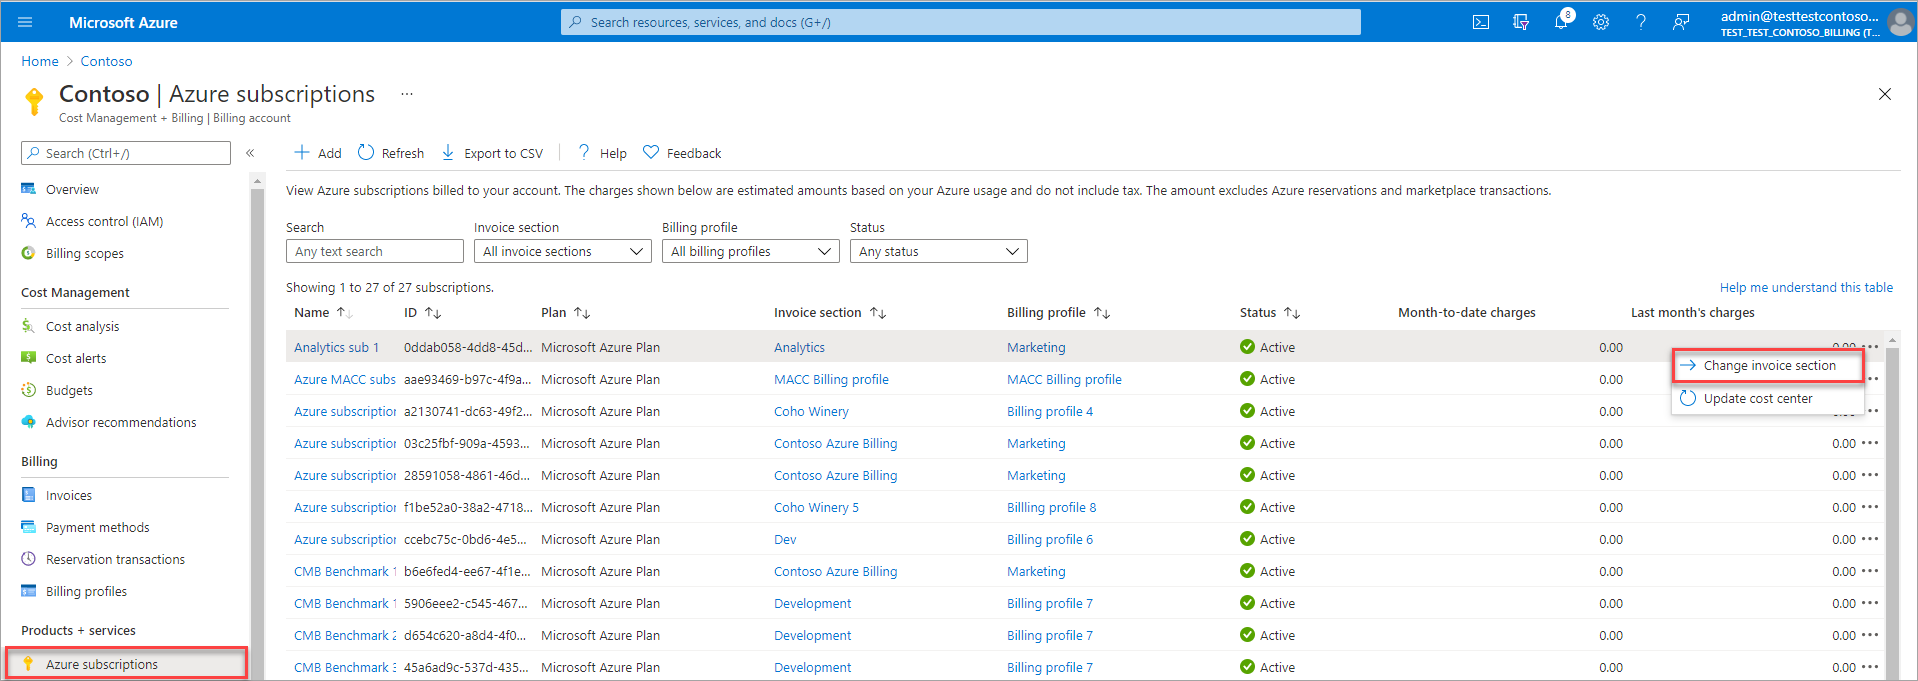 Microsoft Azure
Search resources, services, and docs (G+/)
8
admin@testtestcontoso...
TEST_TEST_CONTOSO_BILLING (T...
Home > Contoso
Contoso | Azure subscriptions ...
Cost Management + Billing | Billing account
Search (Ctrl+/) «
+ Add Refresh Export to CSV ? Help Feedback
Overview
Access control (IAM)
Billing scopes
Cost Management
Cost analysis
Cost alerts
Budgets
Advisor recommendations
Billing
Invoices
Payment methods
Reservation transactions
Billing profiles
Products + services
Azure subscriptions
View Azure subscriptions billed to your account. The charges shown below are estimated amounts based on your Azure usage and do not include tax. The amount excludes Azure reservations and marketplace transactions.
Search Invoice section Billing profile Status
Any text search All invoice sections All billing profiles Any status
Showing 1 to 27 of 27 subscriptions. Help me understand this table
Name ↑↓ ID ↑↓ Plan ↑↓ Invoice section ↑↓ Billing profile ↑↓ Status ↑↓ Month-to-date charges Last month's charges
Analytics sub 1 0ddab058-4dd8-45d... Microsoft Azure Plan Analytics Marketing Active 0.00 0.00 ...
Change invoice section
Azure MACC subs aae93469-b97c-4f9a... Microsoft Azure Plan MACC Billing profile MACC Billing profile Active 0.00
Update cost center
Azure subscription a2130741-dc63-49f2... Microsoft Azure Plan Coho Winery Billing profile 4 Active 0.00
Azure subscription 03c25fbf-909a-4593... Microsoft Azure Plan Contoso Azure Billing Marketing Active 0.00 0.00 ...
Azure subscription 28591058-4861-46d... Microsoft Azure Plan Contoso Azure Billing Marketing Active 0.00 0.00 ...
Azure subscription f1be52a0-38a2-4718... Microsoft Azure Plan Coho Winery 5 Billling profile 8 Active 0.00 0.00 ...
Azure subscription ccebc75c-0bd6-4e5... Microsoft Azure Plan Dev Billing profile 6 Active 0.00 0.00 ...
CMB Benchmark 1 b6e6fed4-ee67-4f1e... Microsoft Azure Plan Contoso Azure Billing Marketing Active 0.00 0.00 ...
CMB Benchmark 1 5906eee2-c545-467... Microsoft Azure Plan Development Billing profile 7 Active 0.00 0.00 ...
CMB Benchmark 2 d654c620-a8d4-4f0... Microsoft Azure Plan Development Billing profile 7 Active 0.00 0.00 ...
CMB Benchmark 3 45a6ad9c-537d-435... Microsoft Azure Plan Development Billing profile 7 Active 0.00 0.00 ...